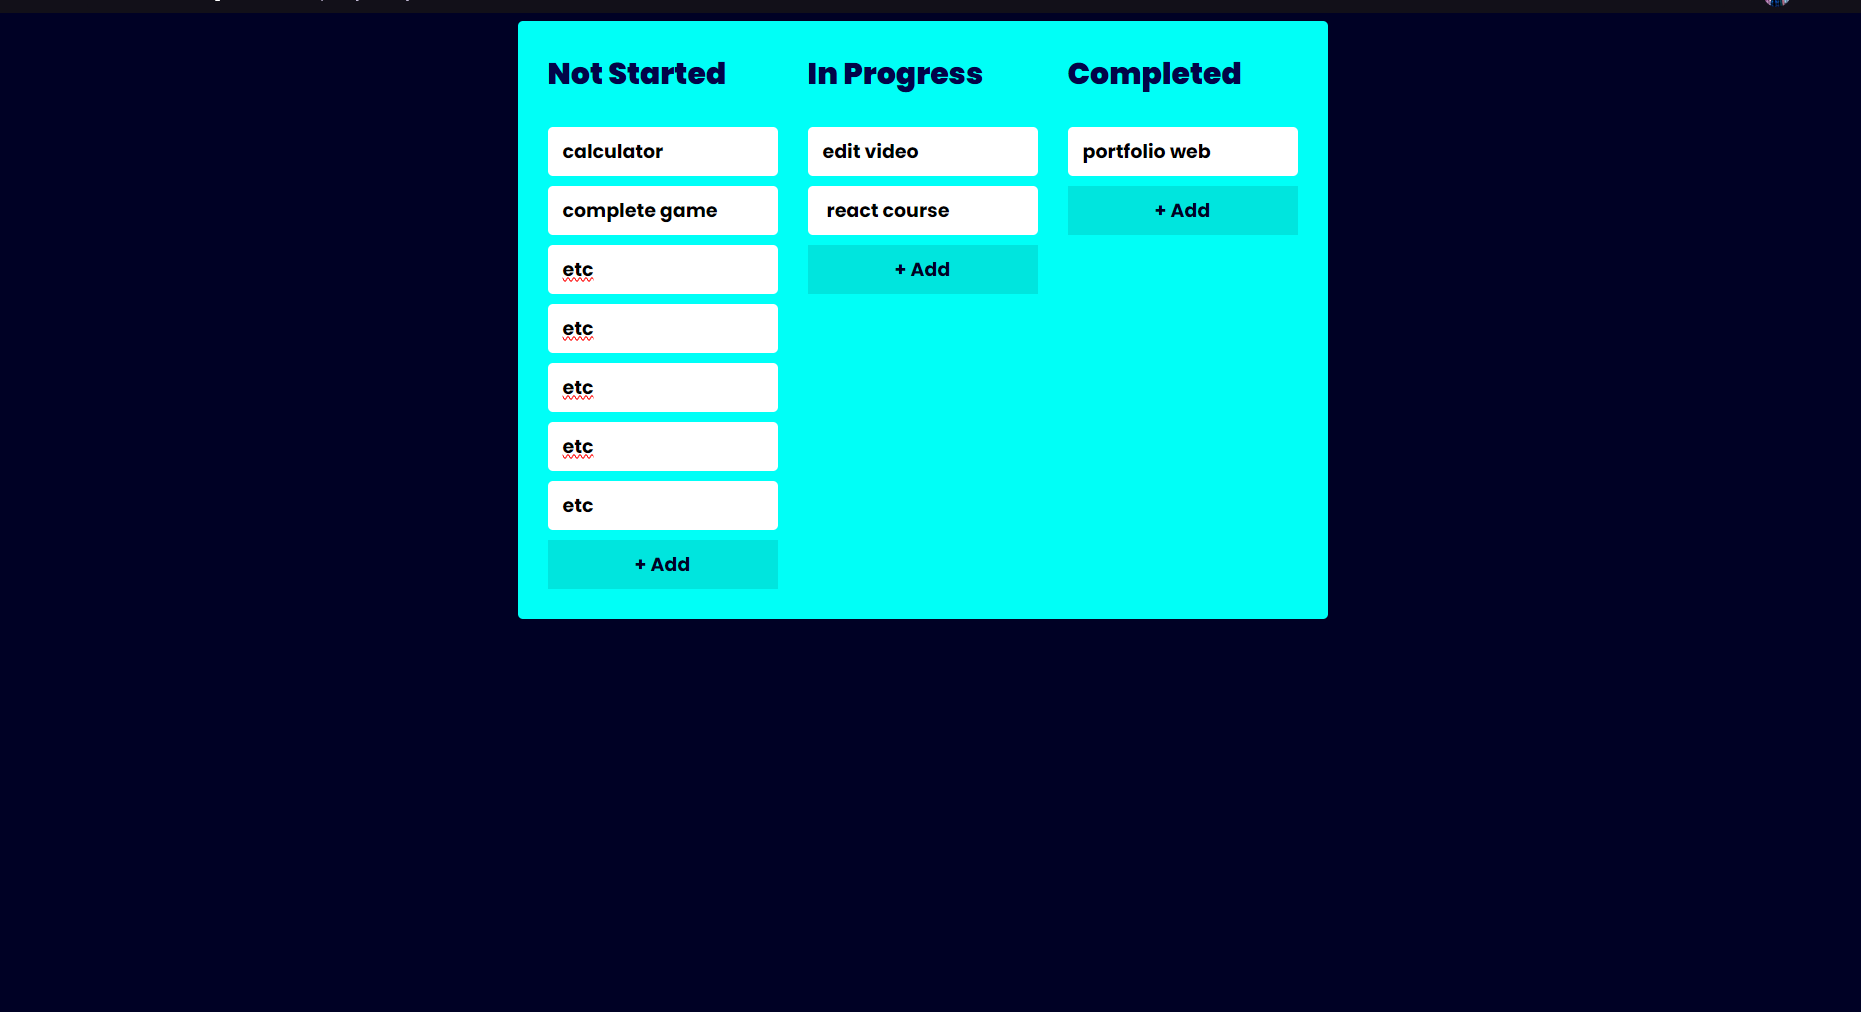 Not Started
calculator
complete game
etc
etc
etc
etc
etc
+ Add
In Progress
edit video
react course
+ Add
Completed
portfolio web
+ Add